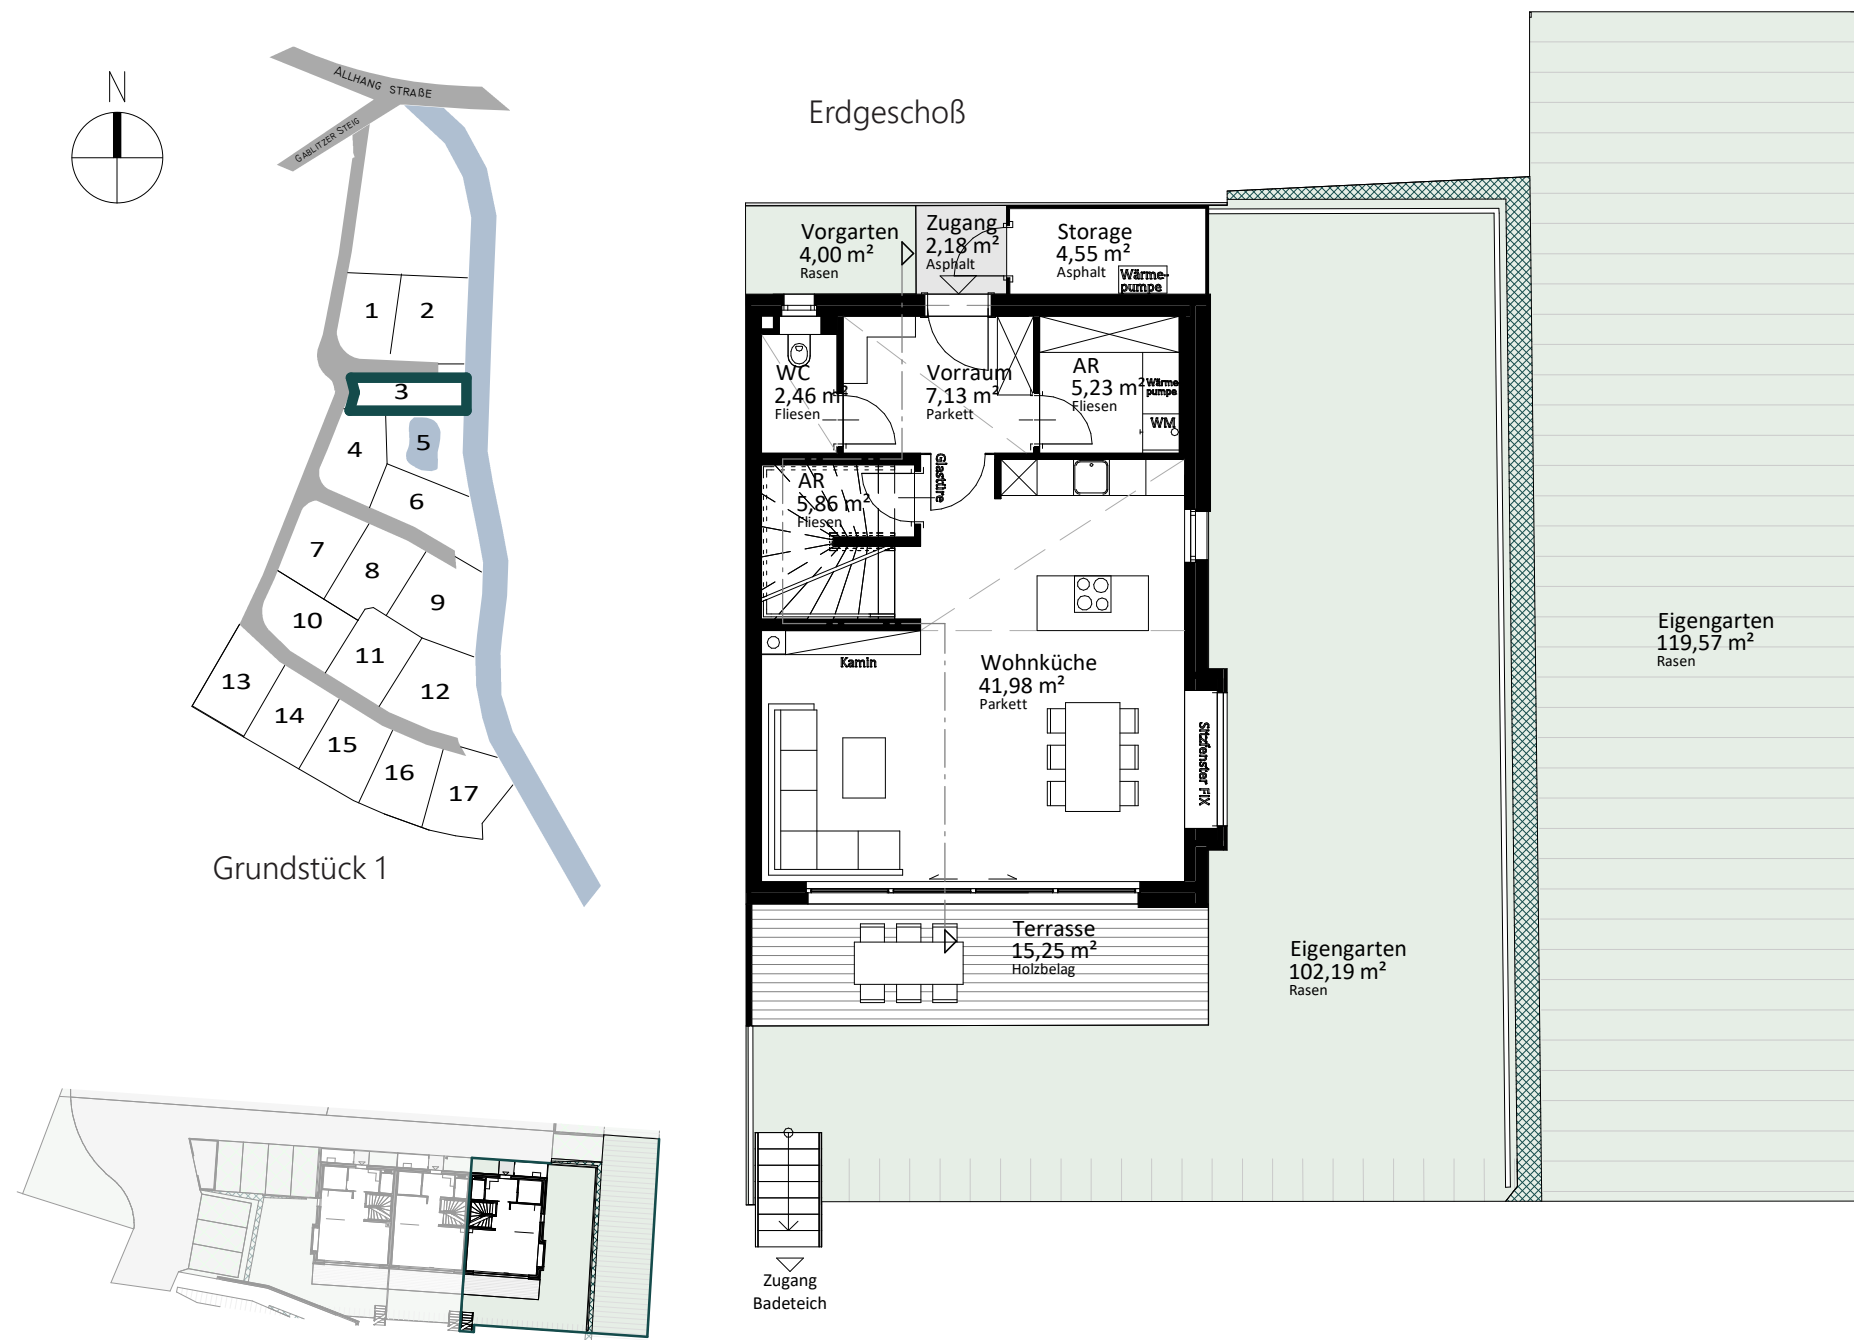 N
ALLHANG STRAßE
GABLITZER STEIG
1
2
3
4
5
6
7
8
9
10
11
12
13
14
15
16
17
Grundstück 1
Erdgeschoß
Vorgarten
4,00 m²
Rasen
Zugang
2,18 m²
Asphalt
Storage
4,55 m²
Asphalt
Wärme-
pumpe
WC
2,46 m²
Fliesen
Vorraum
7,13 m²
Parkett
AR
5,23 m²
Fliesen
Wärme
pumpe
WM
AR
5,86 m²
Fliesen
Glastüre
Kamin
Wohnküche
41,98 m²
Parkett
Sitzfenster FIX
Terrasse
15,25 m²
Holzbelag
Eigengarten
102,19 m²
Rasen
Eigengarten
119,57 m²
Rasen
Zugang
Badeteich